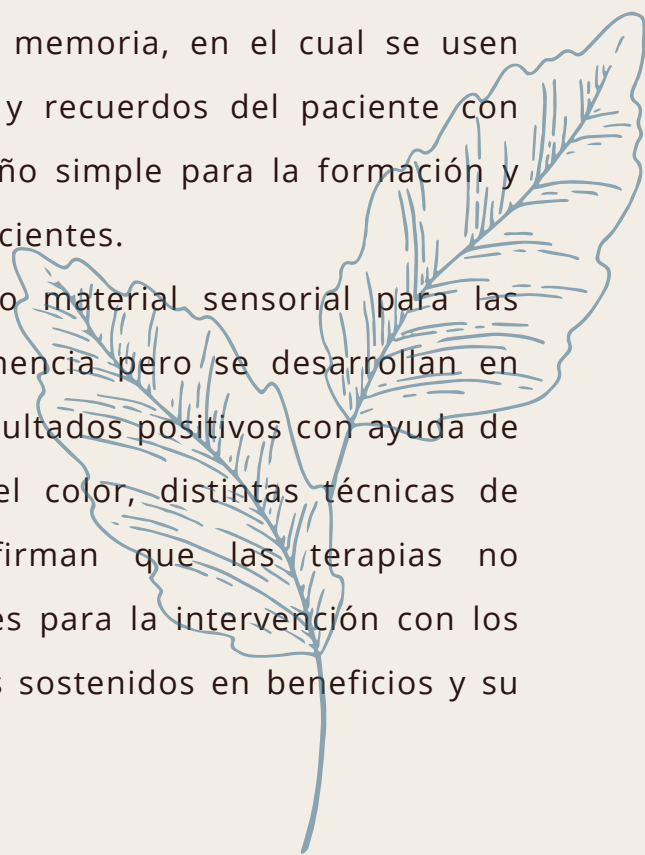 memoria, en el cual se usen
y recuerdos del paciente con
ño simple para la formación y
cientes.
o material sensorial para las
nencia pero se desarrollan en
ultados positivos con ayuda de
el color, distintas técnicas de
firman que las terapias no
es para la intervención con los
s sostenidos en beneficios y su